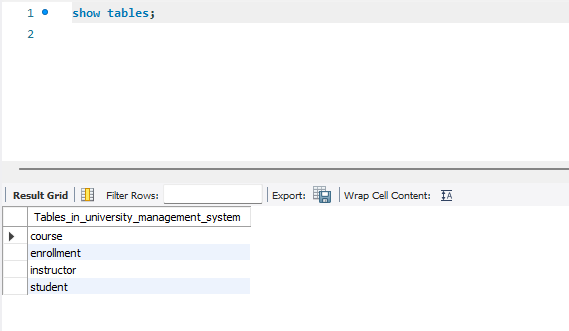 1 show tables;
2
Result Grid Filter Rows: Export: Wrap Cell Content:
Tables_in_university_management_system
course
enrollment
instructor
student